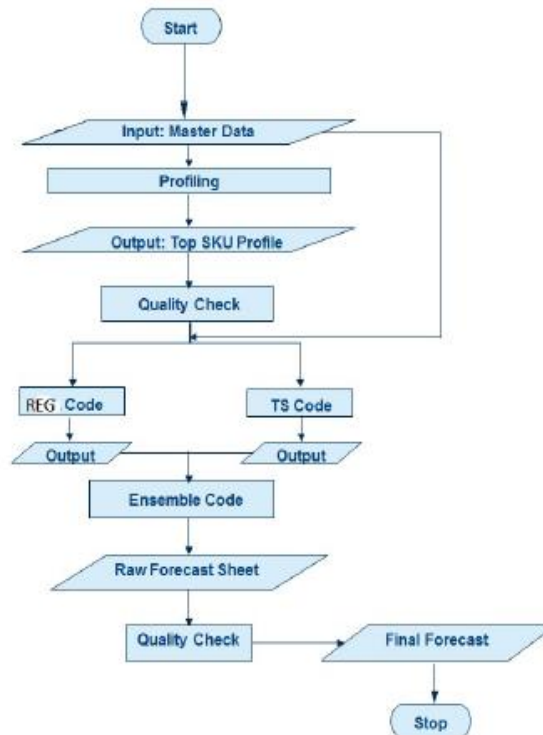 Start
Input: Master Data
Profiling
Output: Top SKU Profile
Quality Check
REG Code
TS Code
Output
Output
Ensemble Code
Raw Forecast Sheet
Quality Check
Final Forecast
Stop